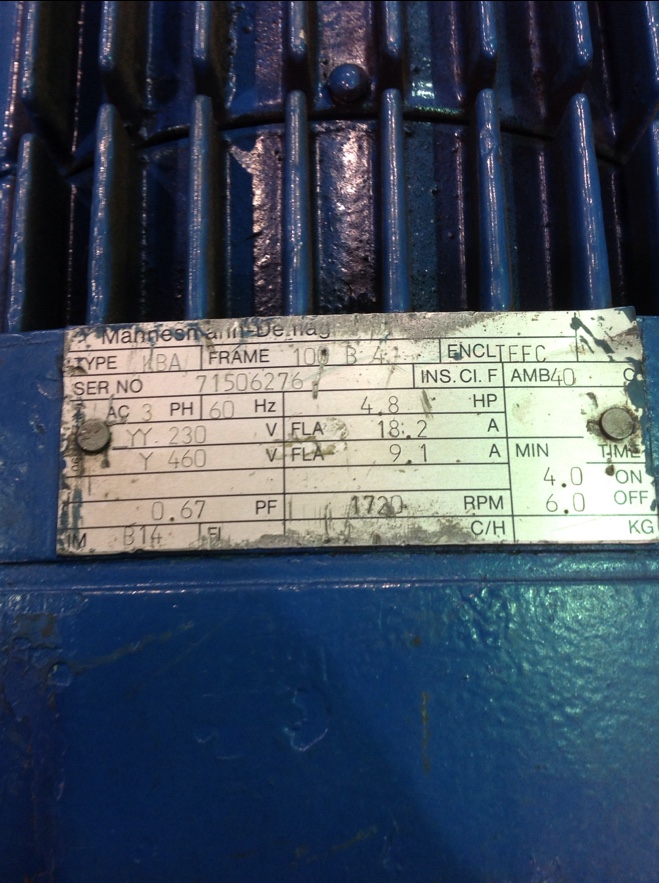 Mannesmann-Demag
TYPE KBA FRAME 100 B 4 ENCL TEFC
SER NO 71506276 INS.Cl. F AMB 40 C
AC 3 PH 60 Hz 4.8 HP
YY 230 V FLA 18.2 A
Y 460 V FLA 9.1 A MIN TIME
4.0 ON
0.67 PF 1720 RPM 6.0 OFF
IM B14 FI C/H KG